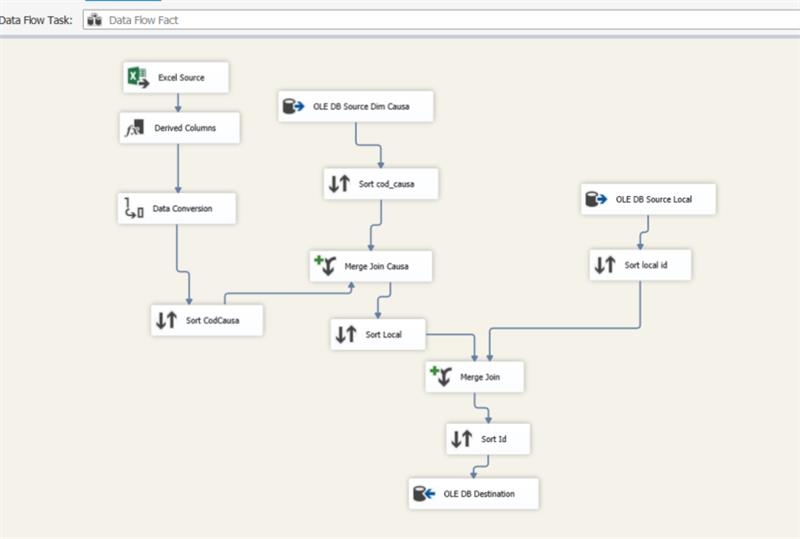 Data Flow Task:
Data Flow Fact
Excel Source
OLE DB Source Dim Causa
Derived Columns
Sort cod_causa
OLE DB Source Local
Data Conversion
Merge Join Causa
Sort local id
Sort CodCausa
Sort Local
Merge Join
Sort Id
OLE DB Destination